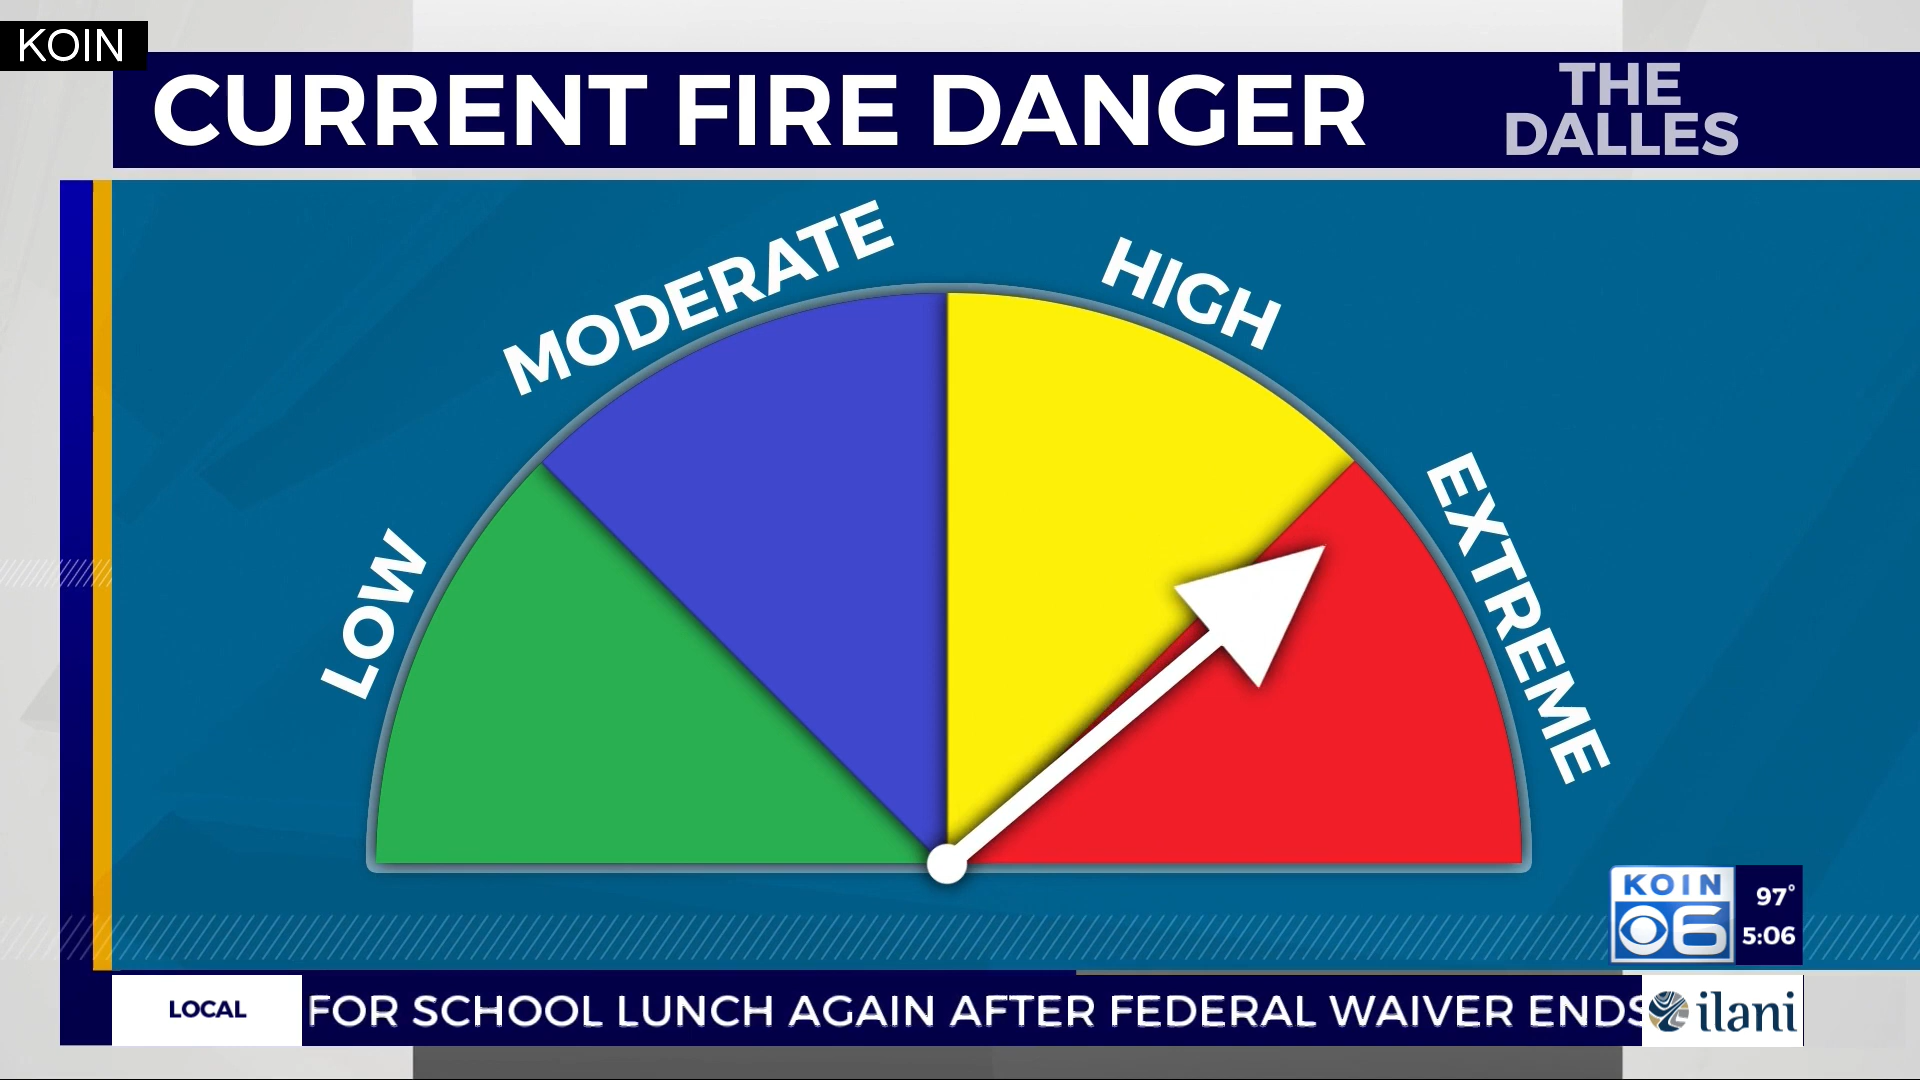 KOIN
CURRENT FIRE DANGER
THE
DALLES
LOW
MODERATE
HIGH
EXTREME
KOIN
6
97°
5:06
LOCAL
FOR SCHOOL LUNCH AGAIN AFTER FEDERAL WAIVER ENDS
ilani